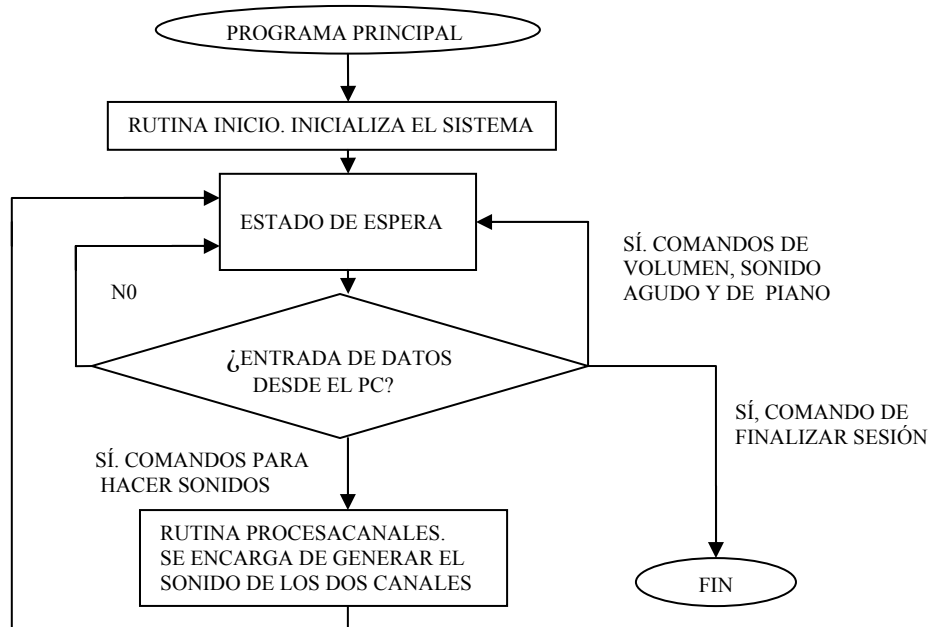 PROGRAMA PRINCIPAL
RUTINA INICIO. INICIALIZA EL SISTEMA
ESTADO DE ESPERA
SÍ. COMANDOS DE
VOLUMEN, SONIDO
AGUDO Y DE PIANO
N0
¿ENTRADA DE DATOS
DESDE EL PC?
SÍ, COMANDO DE
FINALIZAR SESIÓN
SÍ. COMANDOS PARA
HACER SONIDOS
RUTINA PROCESACANALES.
SE ENCARGA DE GENERAR EL
SONIDO DE LOS DOS CANALES
FIN